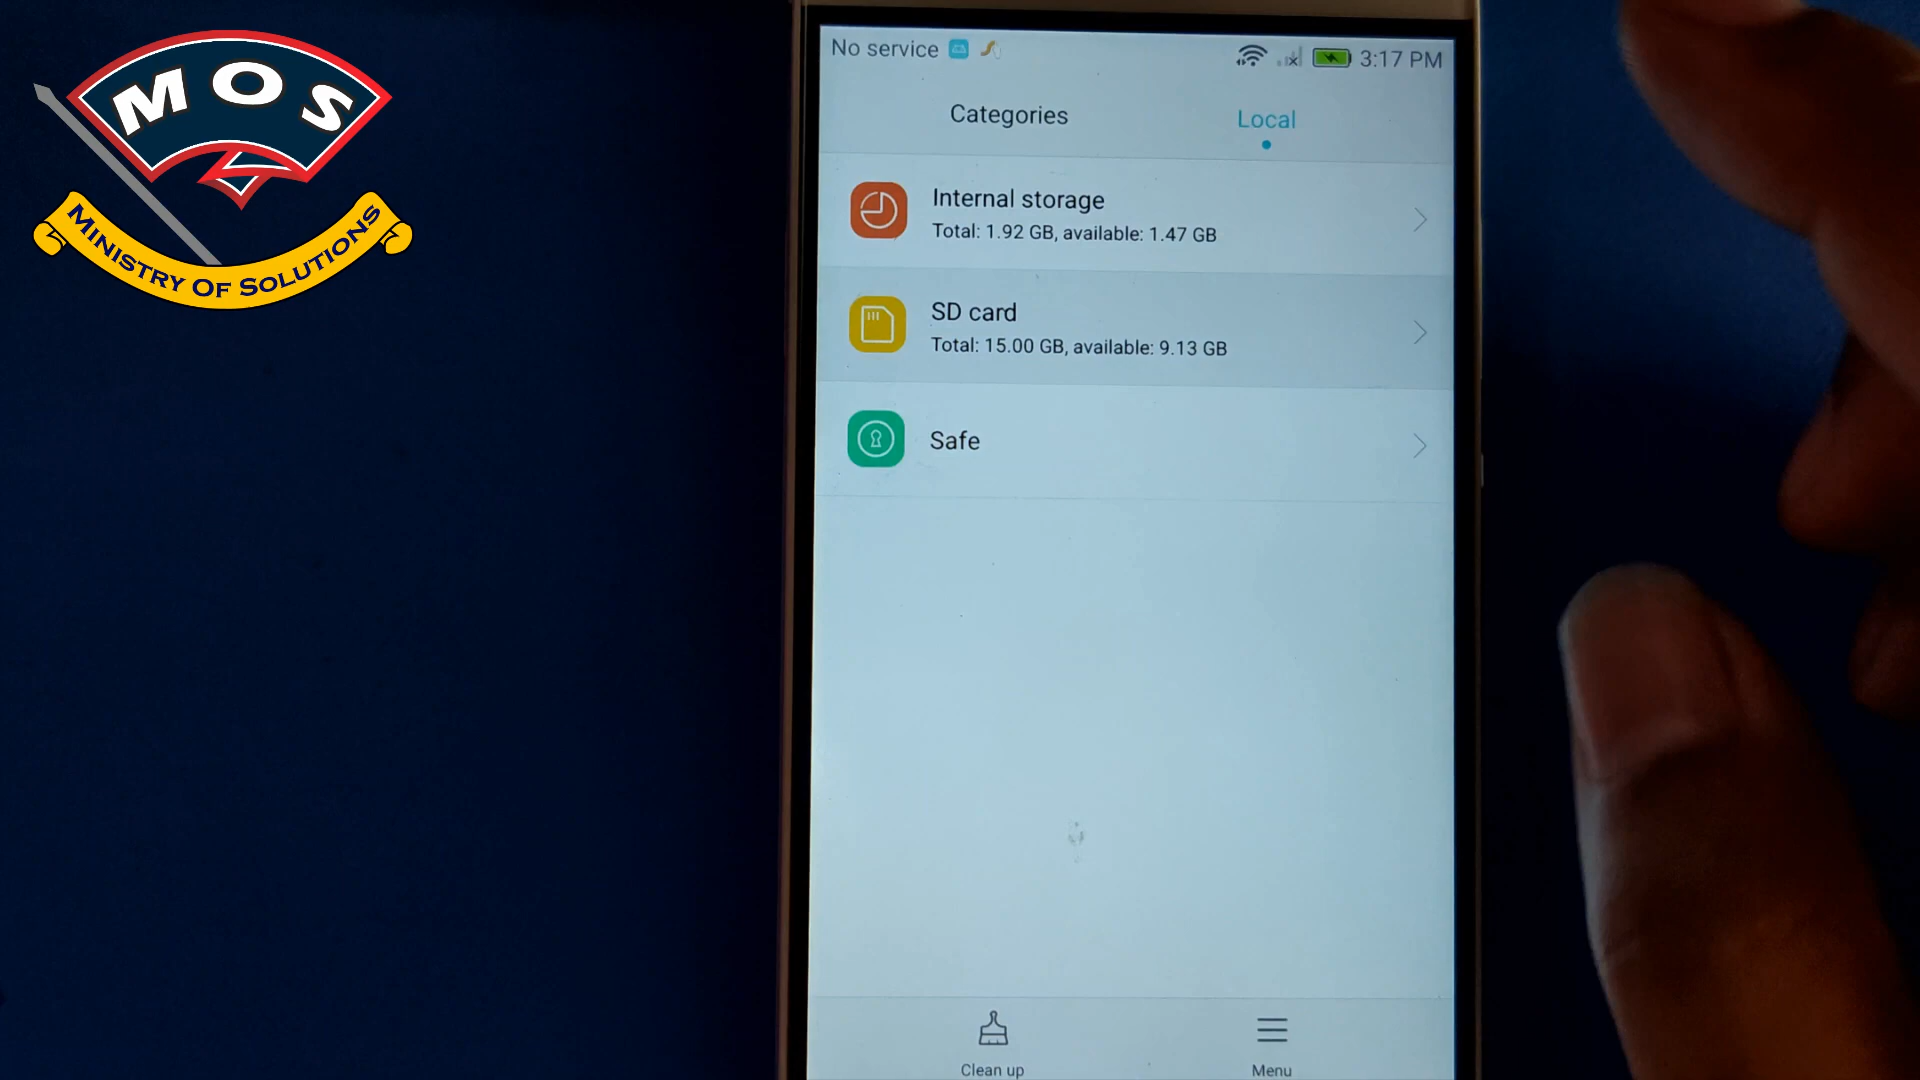 MOS
MINISTRY OF SOLUTIONS
No service
3:17 PM
Categories
Local
Internal storage
Total: 1.92 GB, available: 1.47 GB
SD card
Total: 15.00 GB, available: 9.13 GB
Safe
Clean up
Menu